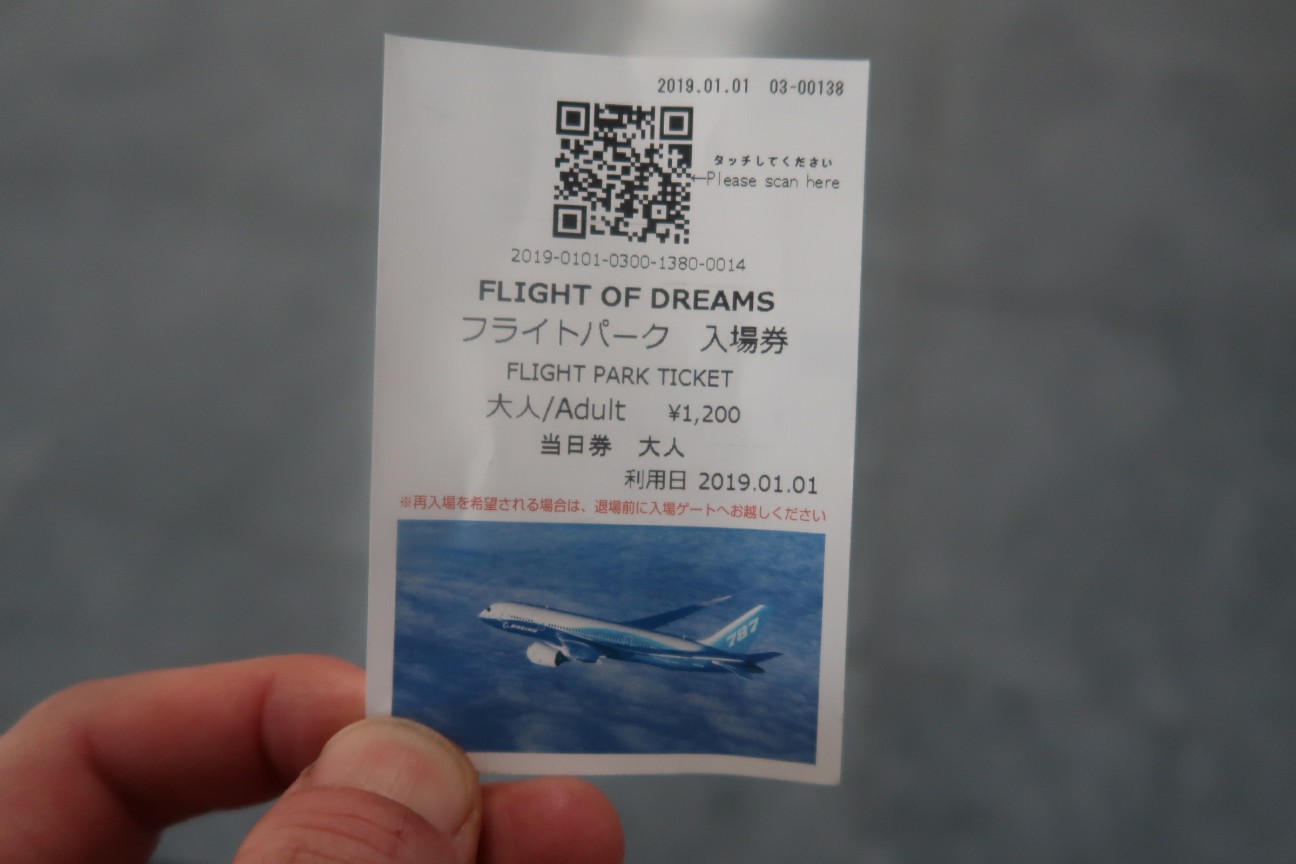 2019.01.01 03-00138
タッチしてください
←Please scan here
2019-0101-0300-1380-0014
FLIGHT OF DREAMS
フライトパーク 入場券
FLIGHT PARK TICKET
大人/Adult ¥1,200
当日券 大人
利用日 2019.01.01
※再入場を希望される場合は、退場前に入場ゲートへお越しください
BOEING
787